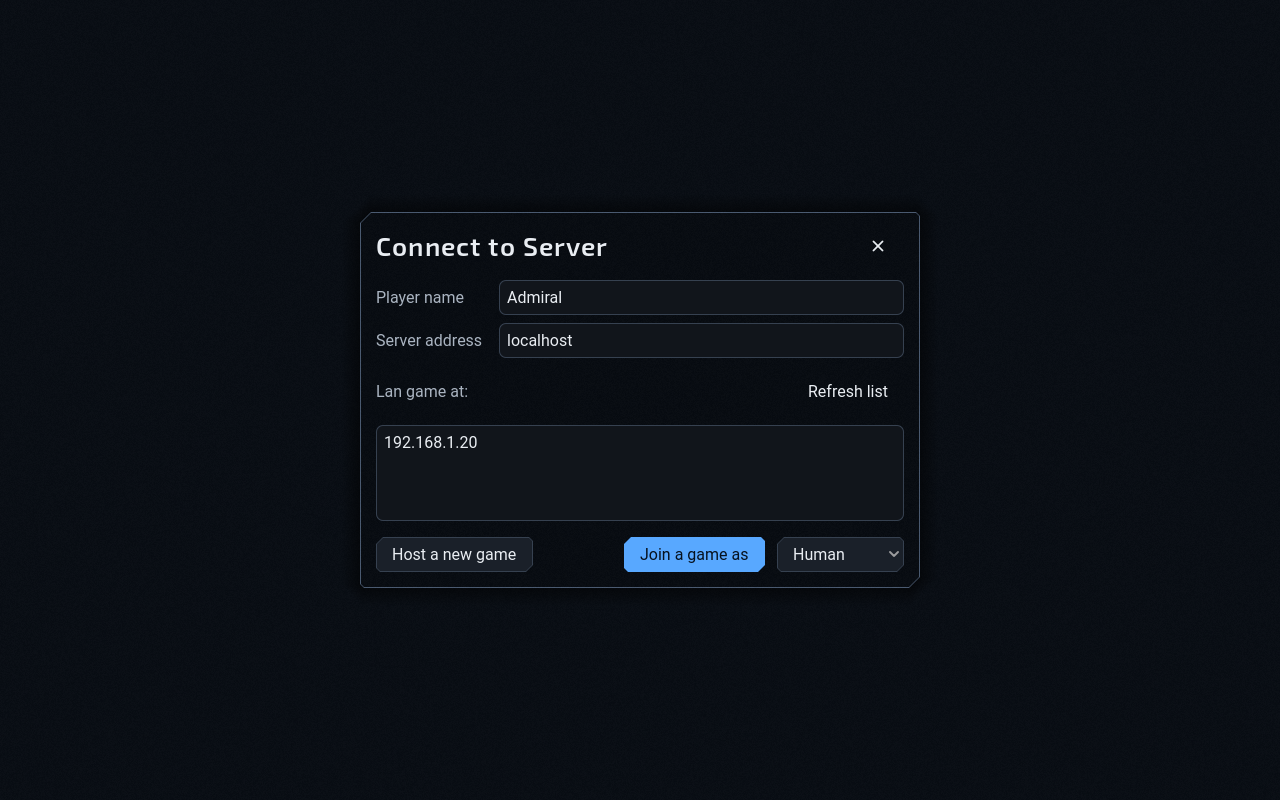 Connect to Server
Player name Admiral
Server address localhost
Lan game at: Refresh list
192.168.1.20
Host a new game Join a game as Human